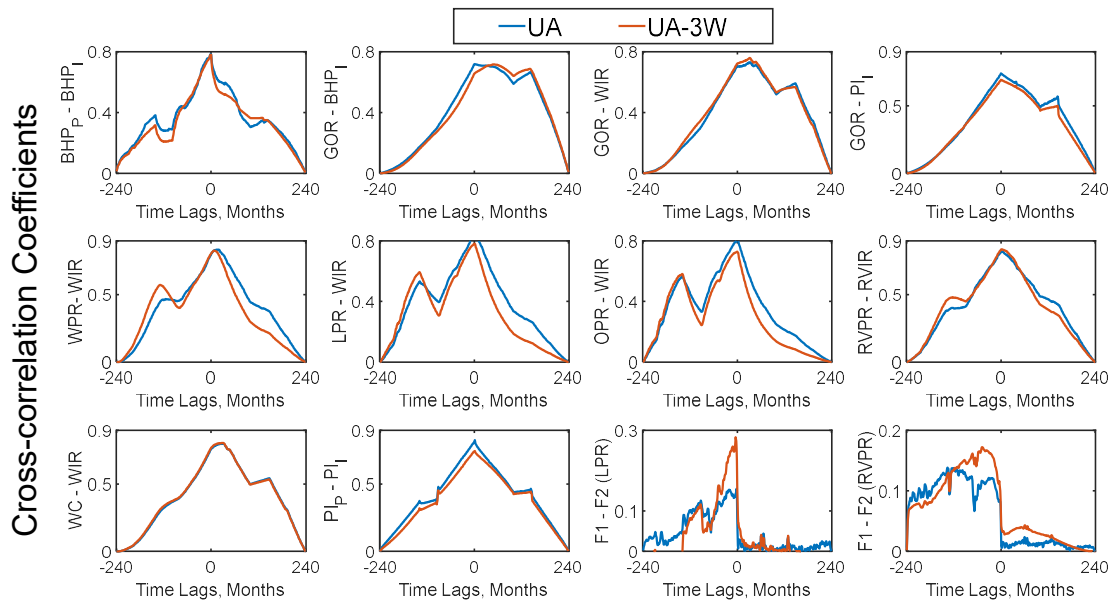 UA UA-3W
Cross-correlation Coefficients
BHP_P - BHP_I
0.8
0.4
0
-240 0 240
Time Lags, Months
GOR - BHP_I
0.8
0.4
0
-240 0 240
Time Lags, Months
GOR - WIR
0.8
0.4
0
-240 0 240
Time Lags, Months
GOR - PI_I
0.9
0.5
0
-240 0 240
Time Lags, Months
WPR- WIR
0.9
0.5
0
-240 0 240
Time Lags, Months
LPR - WIR
0.8
0.4
0
-240 0 240
Time Lags, Months
OPR - WIR
0.8
0.4
0
-240 0 240
Time Lags, Months
RVPR - RVIR
0.9
0.5
0
-240 0 240
Time Lags, Months
WC - WIR
0.9
0.5
0
-240 0 240
Time Lags, Months
PI_P - PI_I
0.9
0.5
0
-240 0 240
Time Lags, Months
F1 - F2 (LPR)
0.3
0.1
0
-240 0 240
Time Lags, Months
F1 - F2 (RVPR)
0.2
0.1
0
-240 0 240
Time Lags, Months